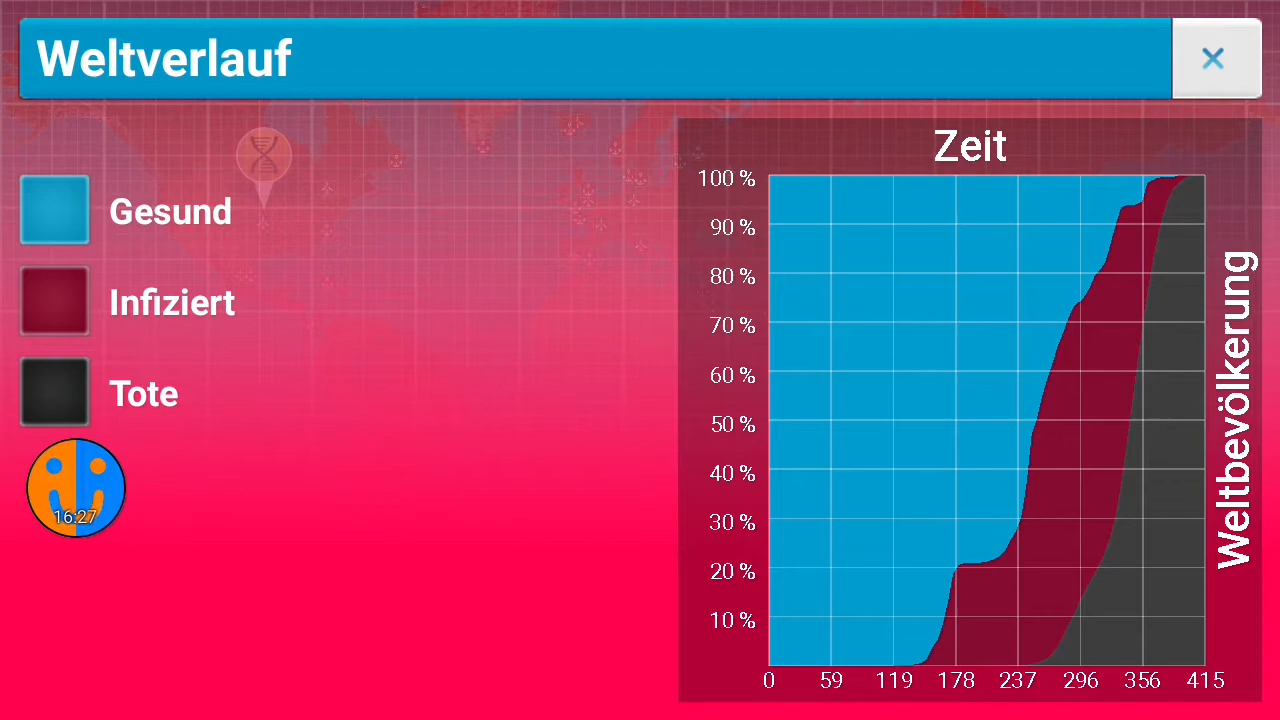 Weltverlauf
×
Gesund
Infiziert
Tote
16:27
Zeit
100 %
90 %
80 %
70 %
60 %
50 %
40 %
30 %
20 %
10 %
0 59 119 178 237 296 356 415
Weltbevölkerung